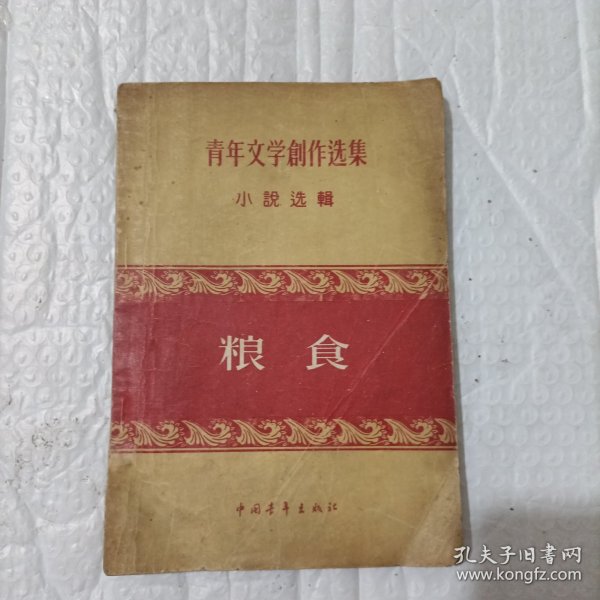 青年文学創作选集
小說选輯
粮食
中国青年出版社
孔夫子旧书网
www.kongfz.com